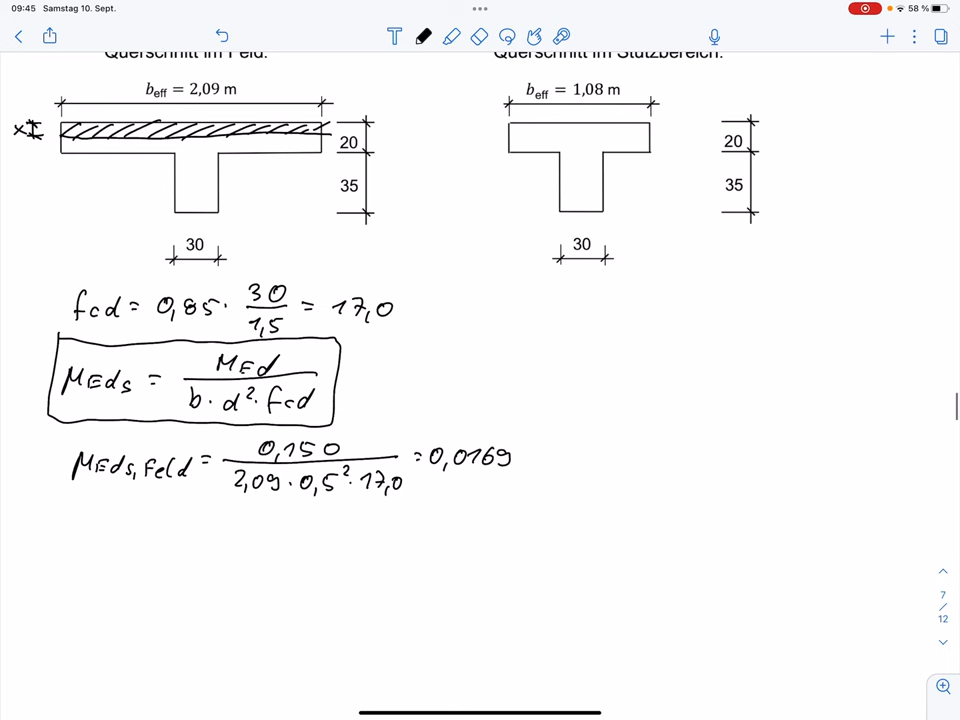 09:45 Samstag 10. Sept.
58 %
Querschnitt im Feld: Querschnitt im Stützbereich:
beff = 2,09 m beff = 1,08 m
x
20 20
35 35
30 30
fcd = 0,85 · 30/1,5 = 17,0
μEds = MEd / b · d² · fcd
μEds, Feld = 0,150 / 2,09 · 0,5² · 17,0 = 0,0169
7
/
12